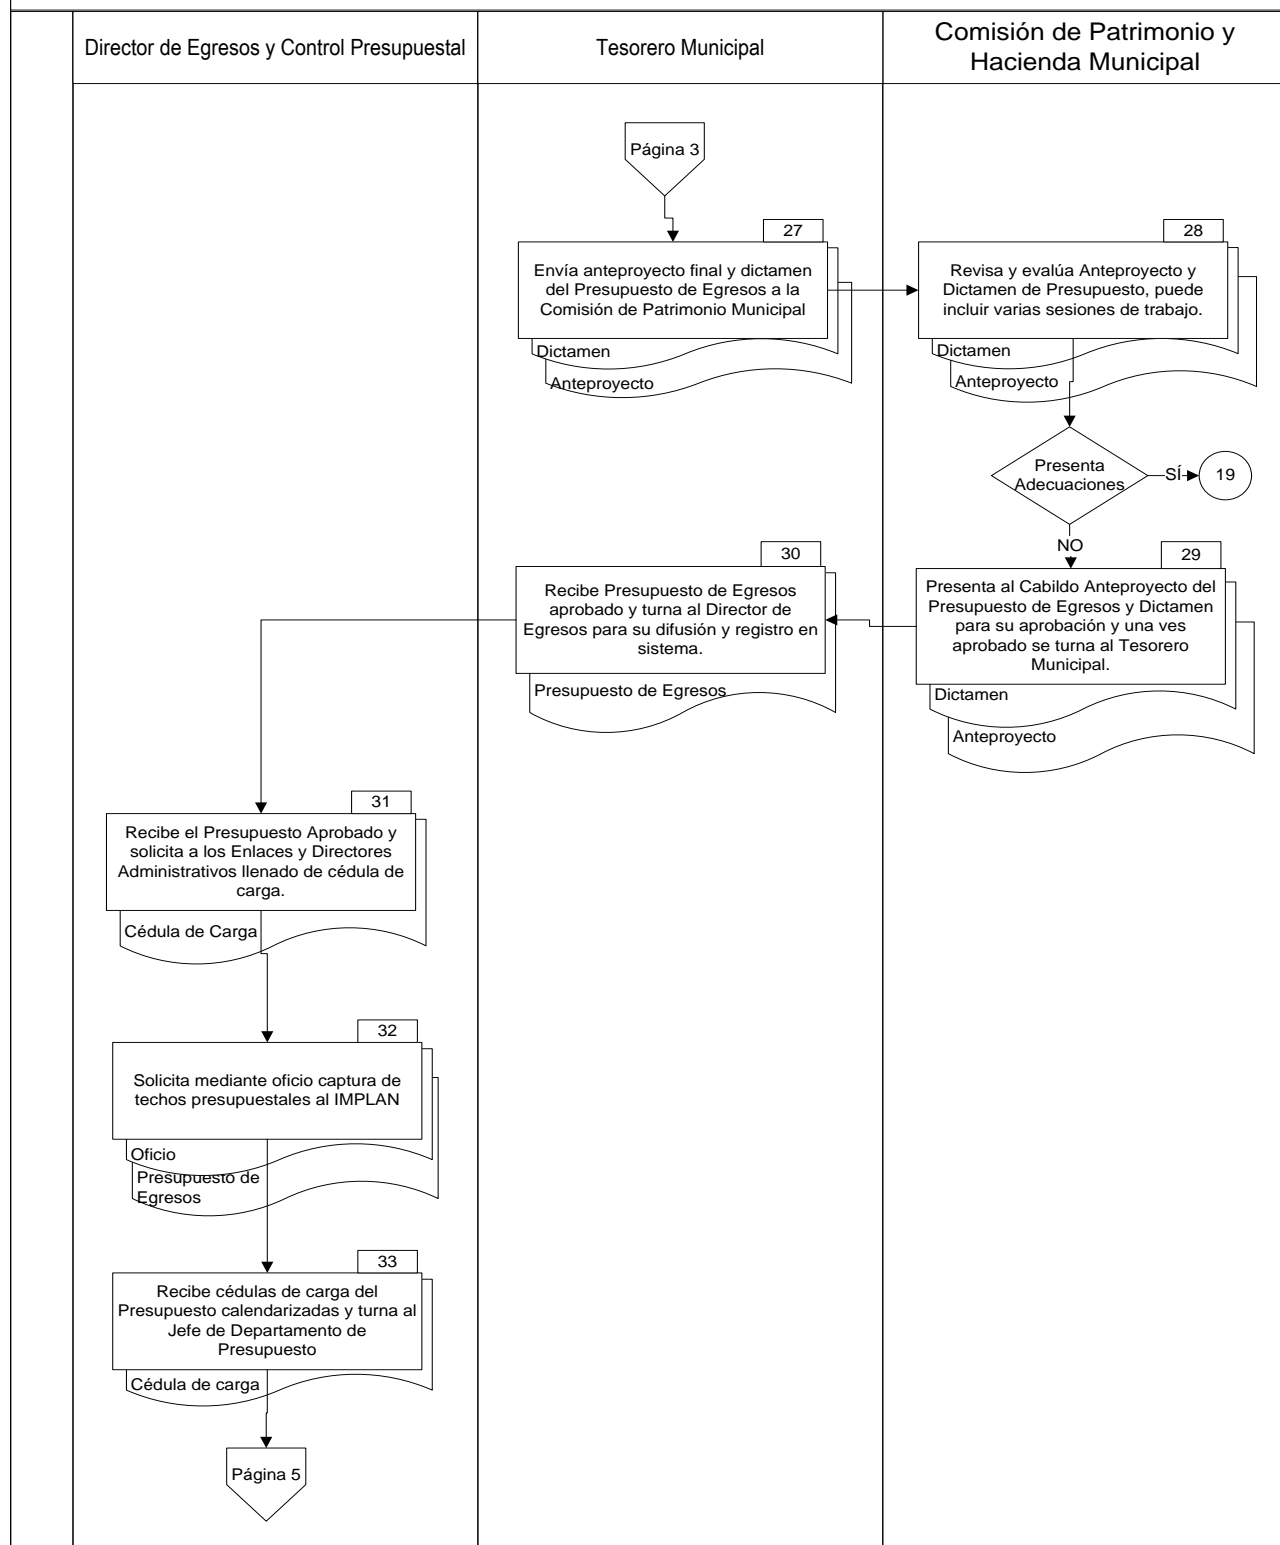 Director de Egresos y Control Presupuestal
Tesorero Municipal
Comisión de Patrimonio y
Hacienda Municipal
Página 3
27
Envía anteproyecto final y dictamen
del Presupuesto de Egresos a la
Comisión de Patrimonio Municipal
Dictamen
Anteproyecto
28
Revisa y evalúa Anteproyecto y
Dictamen de Presupuesto, puede
incluir varias sesiones de trabajo.
Dictamen
Anteproyecto
Presenta
Adecuaciones
SÍ
19
NO
29
Presenta al Cabildo Anteproyecto del
Presupuesto de Egresos y Dictamen
para su aprobación y una ves
aprobado se turna al Tesorero
Municipal.
Dictamen
Anteproyecto
30
Recibe Presupuesto de Egresos
aprobado y turna al Director de
Egresos para su difusión y registro en
sistema.
Presupuesto de Egresos
31
Recibe el Presupuesto Aprobado y
solicita a los Enlaces y Directores
Administrativos llenado de cédula de
carga.
Cédula de Carga
32
Solicita mediante oficio captura de
techos presupuestales al IMPLAN
Oficio
Presupuesto de
Egresos
33
Recibe cédulas de carga del
Presupuesto calendarizadas y turna al
Jefe de Departamento de
Presupuesto
Cédula de carga
Página 5